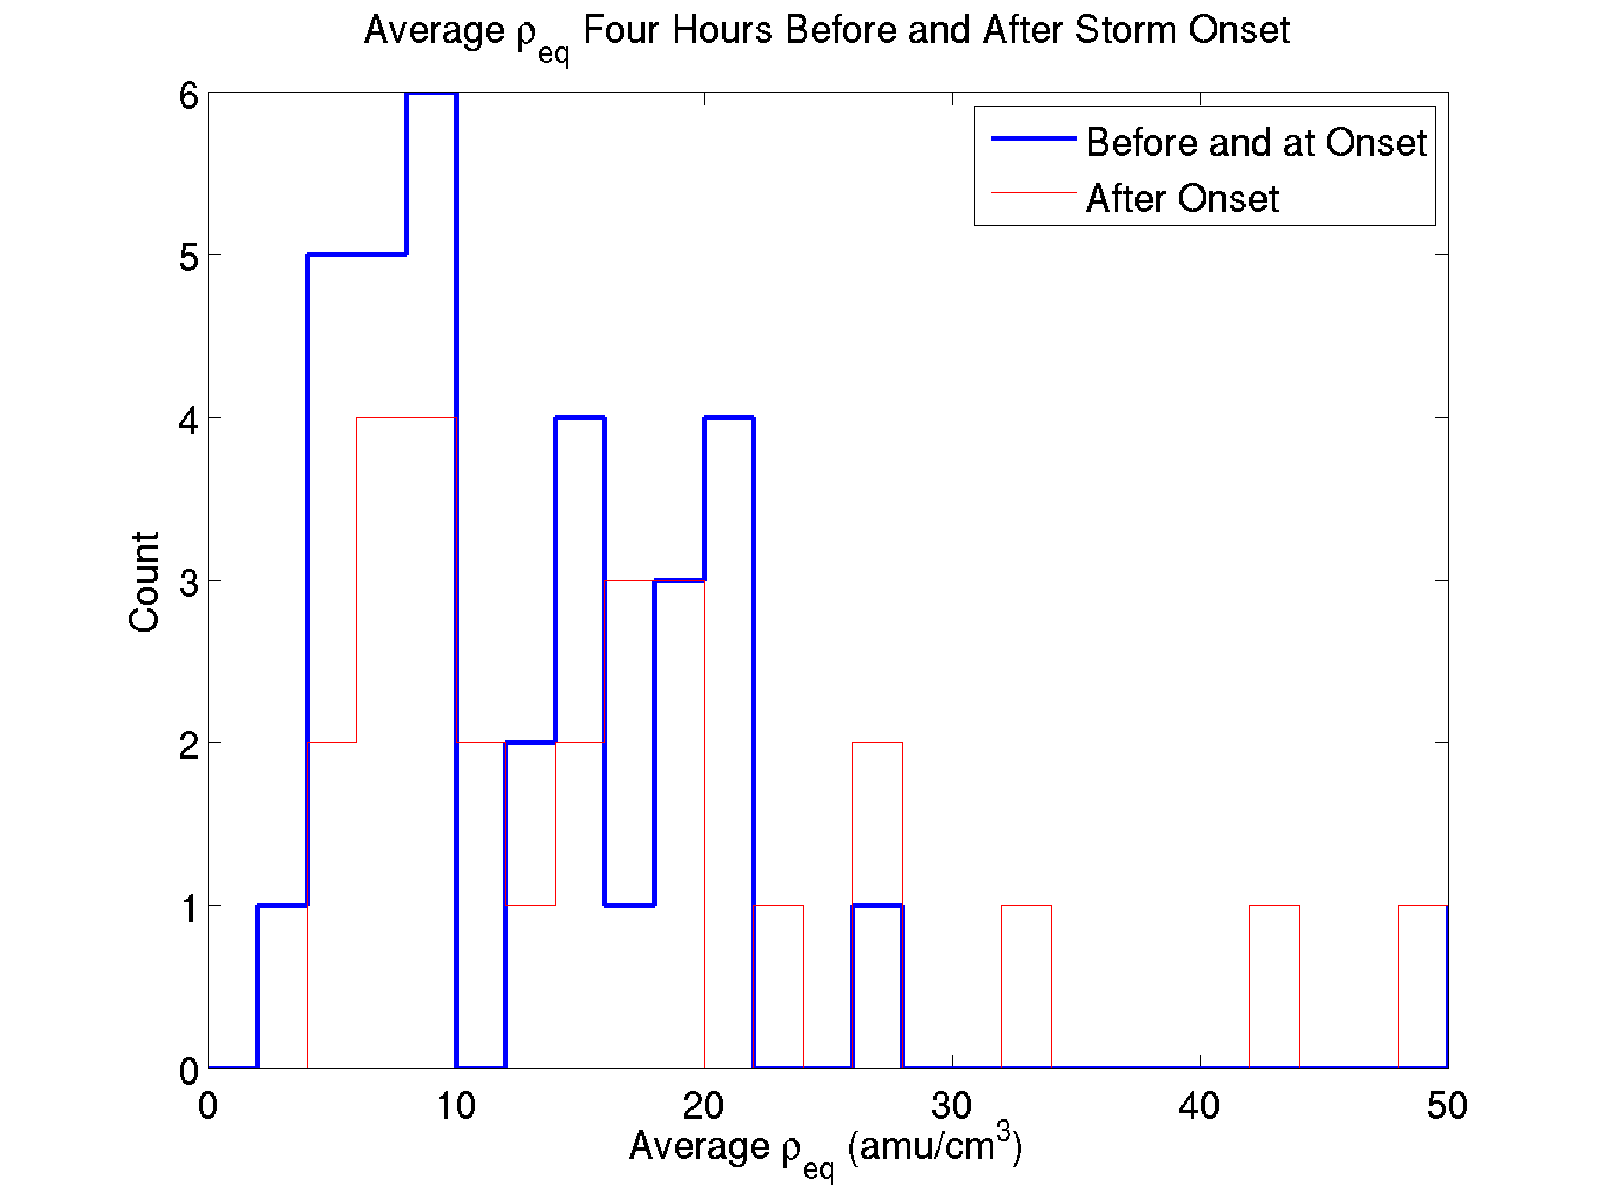 Average ρeq Four Hours Before and After Storm Onset
6
Before and at Onset
After Onset
5
4
3
2
1
0
Count
0 10 20 30 40 50
Average ρeq (amu/cm3)